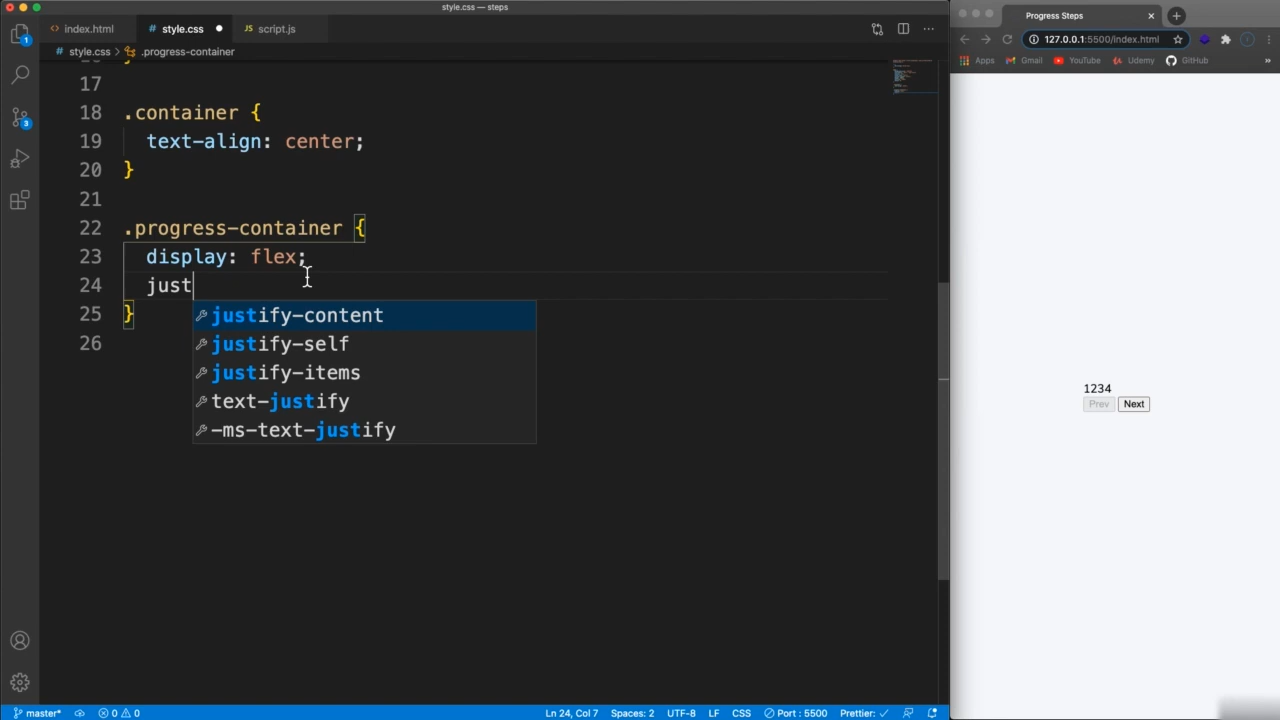 style.css — steps
index.html
style.css
JS script.js
style.css > .progress-container
17
18 .container {
19 text-align: center;
20 }
21
22 .progress-container {
23 display: flex;
24 just
25 }
26
justify-content
justify-self
justify-items
text-justify
-ms-text-justify
1
3
master*
0 0
Ln 24, Col 7
Spaces: 2
UTF-8
LF
CSS
Port : 5500
Prettier: ✓
Progress Steps
127.0.0.1:5500/index.html
Apps
Gmail
YouTube
Udemy
GitHub
»
1234
Prev Next